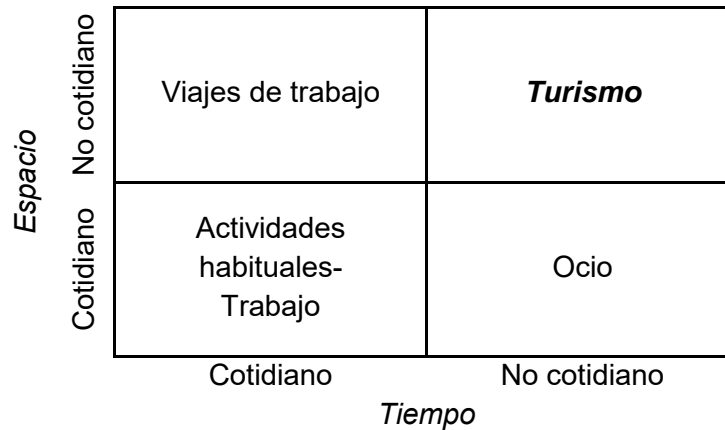 Espacio
No cotidiano
Viajes de trabajo
Turismo
Cotidiano
Actividades
habituales-
Trabajo
Ocio
Cotidiano
No cotidiano
Tiempo